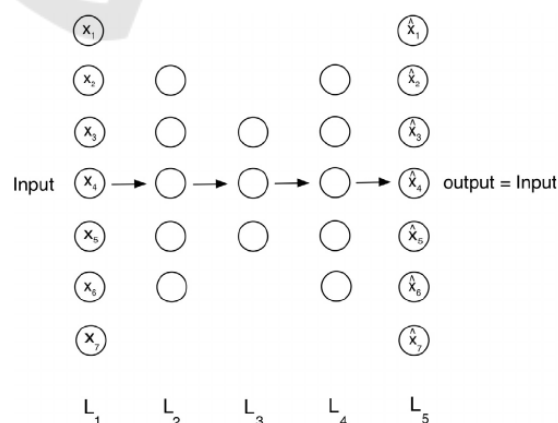 x₁ x̂₁
x₂ x̂₂
x₃ x̂₃
Input x₄ x̂₄ output = Input
x₅ x̂₅
x₆ x̂₆
x₇ x̂₇
L₁ L₂ L₃ L₄ L₅